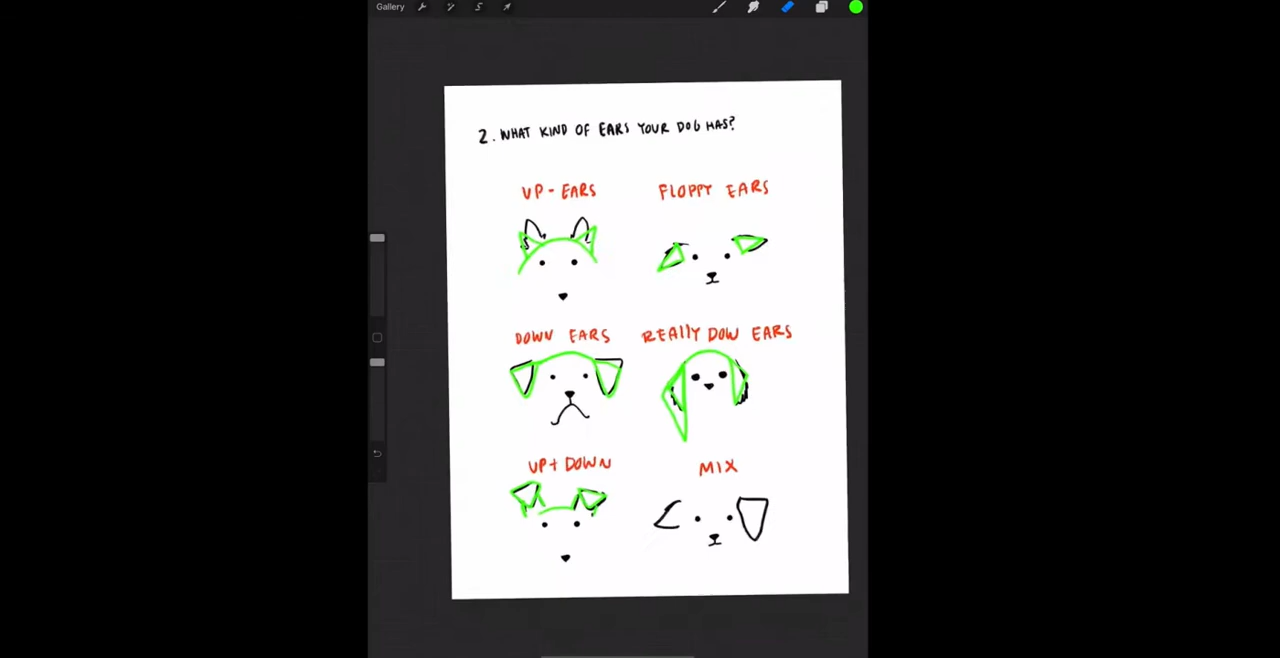 Gallery
2. WHAT KIND OF EARS YOUR DOG HAS?
UP-EARS
FLOPPY EARS
DOWN EARS
REALLY DOW EARS
UP+DOWN
MIX